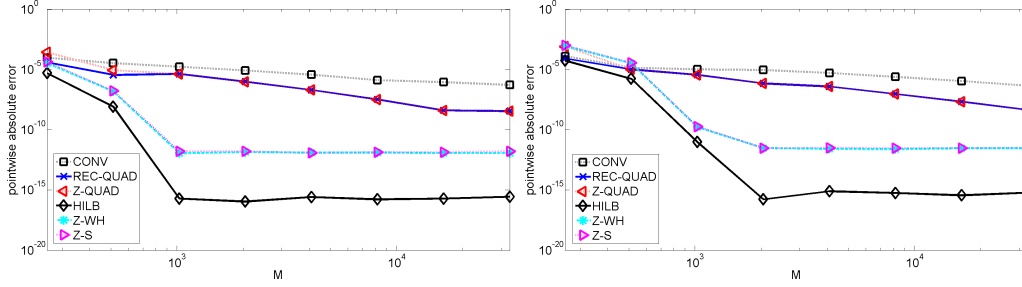 10^0
10^-5
10^-10
10^-15
10^-20
pointwise absolute error
CONV
REC-QUAD
Z-QUAD
HILB
Z-WH
Z-S
10^3
10^4
M
10^0
10^-5
10^-10
10^-15
10^-20
pointwise absolute error
CONV
REC-QUAD
Z-QUAD
HILB
Z-WH
Z-S
10^3
10^4
M